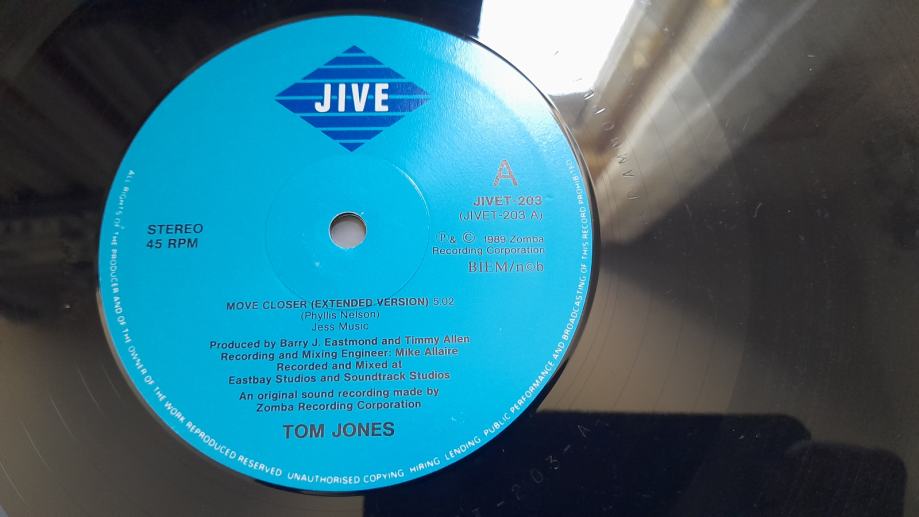 JIVE
A
JIVET-203
(JIVET-203 A)
STEREO
45 RPM
℗ & © 1989 Zomba
Recording Corporation
BIEM/n©b
MOVE CLOSER (EXTENDED VERSION) 5.02
(Phyllis Nelson)
Jess Music
Produced by Barry J. Eastmond and Timmy Allen
Recording and Mixing Engineer: Mike Allaire
Recorded and Mixed at
Eastbay Studios and Soundtrack Studios
An original sound recording made by
Zomba Recording Corporation
TOM JONES
ALL RIGHTS OF THE PRODUCER AND OF THE OWNER OF THE WORK REPRODUCED RESERVED UNAUTHORISED COPYING HIRING LENDING PUBLIC PERFORMANCE AND BROADCASTING OF THIS RECORD PROHIBITED
T-203-A